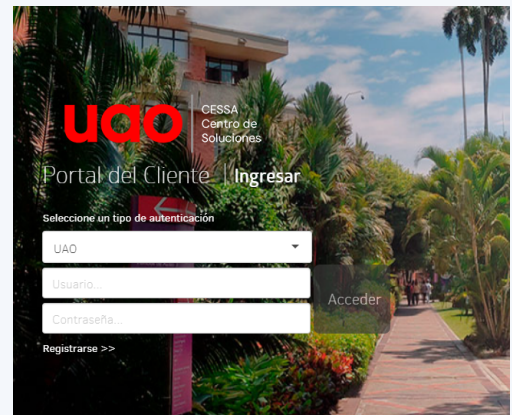 uao
CESSA
Centro de
Soluciones
Portal del Cliente | Ingresar
Seleccione un tipo de autenticación
UAO
Usuario...
Contraseña...
Acceder
Registrarse >>